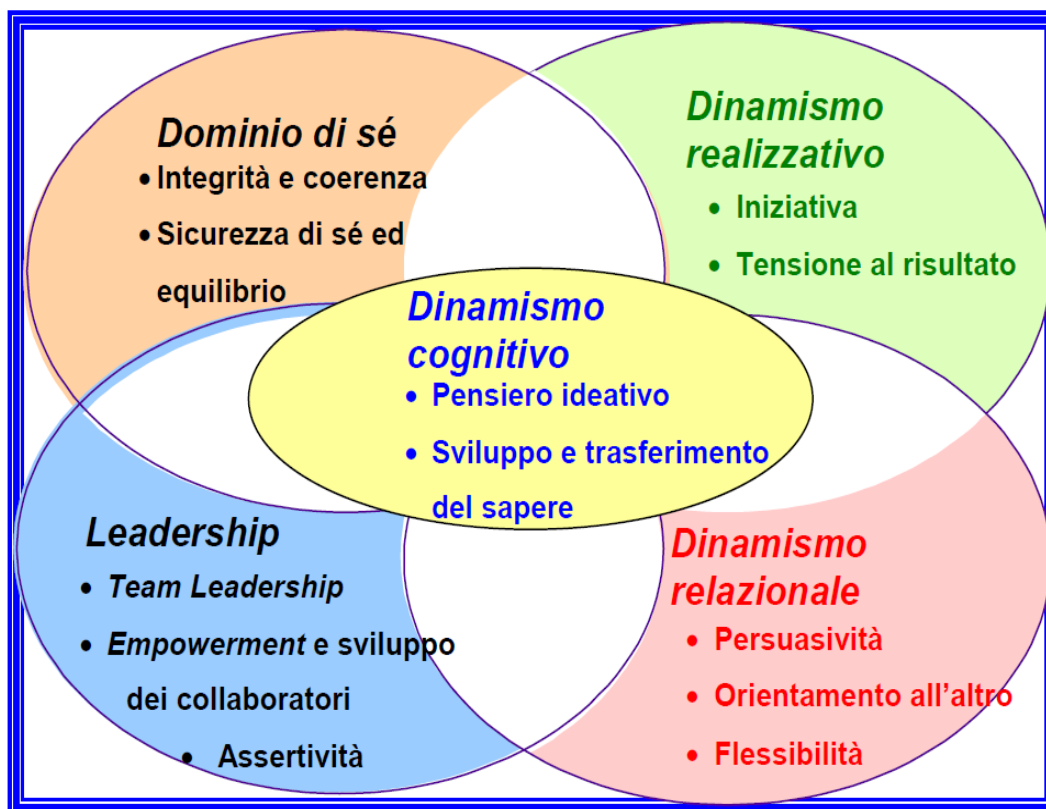 Dominio di sé
• Integrità e coerenza
• Sicurezza di sé ed
equilibrio
Dinamismo
realizzativo
• Iniziativa
• Tensione al risultato
Dinamismo
cognitivo
• Pensiero ideativo
• Sviluppo e trasferimento
del sapere
Leadership
• Team Leadership
• Empowerment e sviluppo
dei collaboratori
• Assertività
Dinamismo
relazionale
• Persuasività
• Orientamento all’altro
• Flessibilità